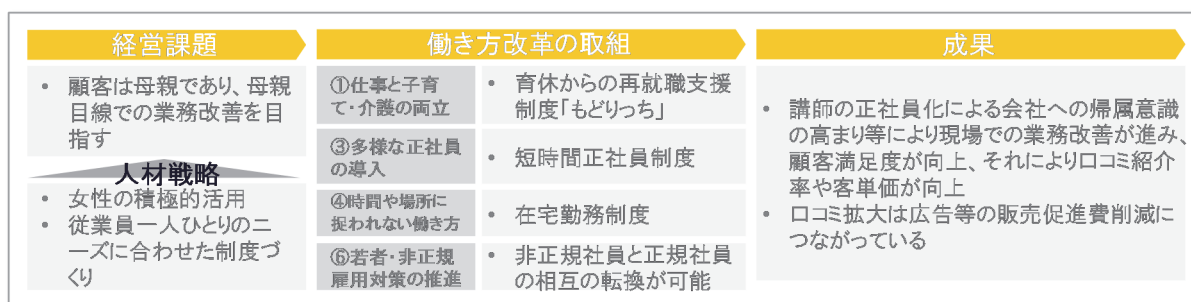 経営課題
• 顧客は母親であり、母親
目線での業務改善を目
指す
人材戦略
• 女性の積極的活用
• 従業員一人ひとりのニ
ーズに合わせた制度づ
くり
働き方改革の取組
①仕事と子育
て・介護の両立
• 育休からの再就職支援
制度「もどりっち」
③多様な正社員
の導入
• 短時間正社員制度
④時間や場所に
捉われない働き方
• 在宅勤務制度
⑥若者・非正規
雇用対策の推進
• 非正規社員と正規社員
の相互の転換が可能
成果
• 講師の正社員化による会社への帰属意識
の高まり等により現場での業務改善が進み、
顧客満足度が向上、それにより口コミ紹介
率や客単価が向上
• 口コミ拡大は広告等の販売促進費削減に
つながっている